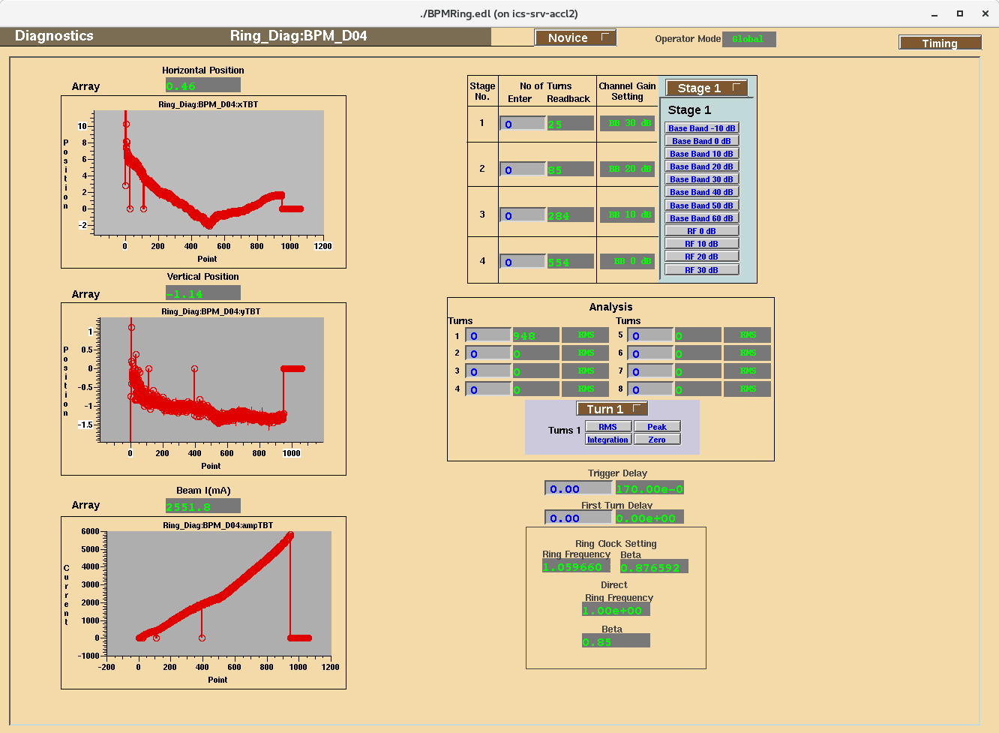 ./BPMRing.edl (on ics-srv-accl2)
Diagnostics Ring_Diag:BPM_D04 Novice Operator Mode Global Timing
Horizontal Position
Array 0.46
Ring_Diag:BPM_D04:xTBT
Position
10
8
6
4
2
0
-2
0 200 400 600 800 1000 1200
Point
Vertical Position
Array -1.14
Ring_Diag:BPM_D04:yTBT
Position
1
0.5
0
-0.5
-1
-1.5
0 200 400 600 800 1000
Point
Beam I(mA)
Array 2551.8
Ring_Diag:BPM_D04:ampTBT
Current
6000
5000
4000
3000
2000
1000
0
-1000
-200 0 200 400 600 800 1000 1200
Point
Stage No. No of Turns Channel Gain Setting
Enter Readback
1 0 25 BB 30 dB
2 0 85 BB 20 dB
3 0 284 BB 10 dB
4 0 554 BB 0 dB
Stage 1
Stage 1
Base Band -10 dB
Base Band 0 dB
Base Band 10 dB
Base Band 20 dB
Base Band 30 dB
Base Band 40 dB
Base Band 50 dB
Base Band 60 dB
RF 0 dB
RF 10 dB
RF 20 dB
RF 30 dB
Analysis
Turns Turns
1 0 948 RMS 5 0 0 RMS
2 0 0 RMS 6 0 0 RMS
3 0 0 RMS 7 0 0 RMS
4 0 0 RMS 8 0 0 RMS
Turn 1
Turns 1 RMS Peak
Integration Zero
Trigger Delay
0.00 170.00e-0
First Turn Delay
0.00 0.00e+00
Ring Clock Setting
Ring Frequency Beta
1.059660 0.876592
Direct
Ring Frequency
1.00e+00
Beta
0.85